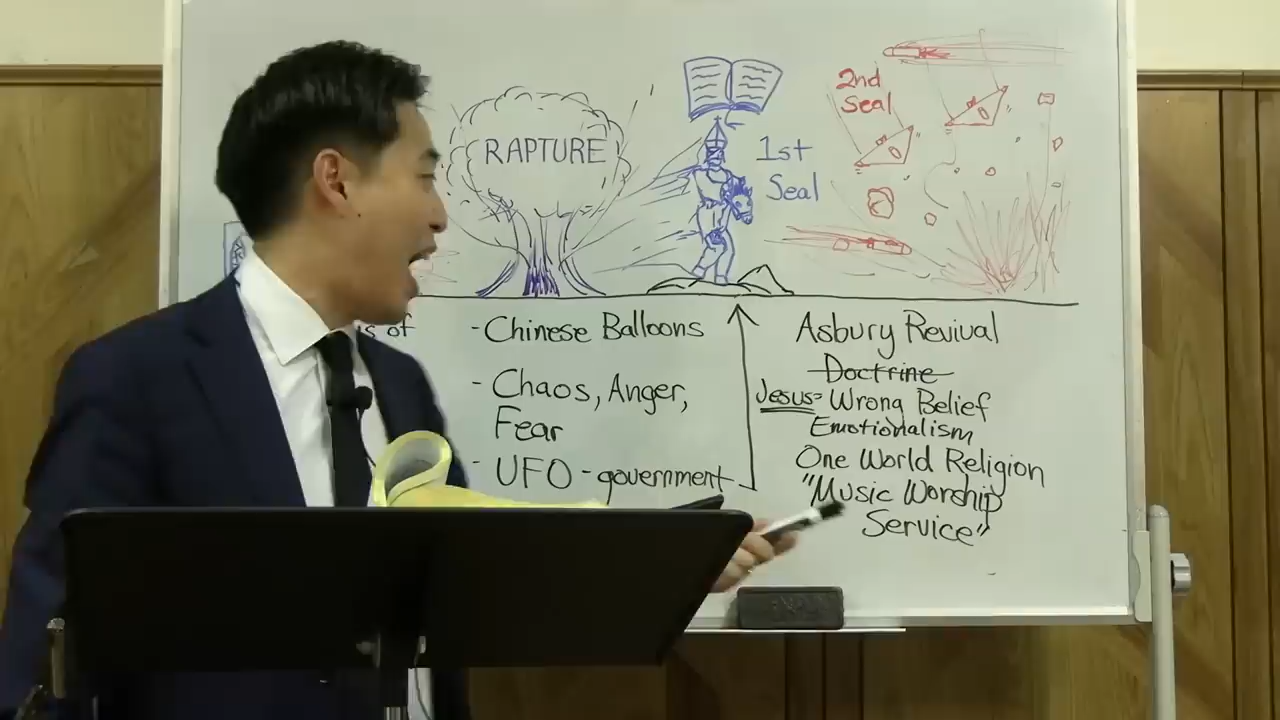 RAPTURE
1st
Seal
2nd
Seal
s of
- Chinese Balloons
- Chaos, Anger,
Fear
- UFO - government
Asbury Revival
Doctrine
Jesus= Wrong Belief
Emotionalism
One World Religion
"Music Worship
Service"